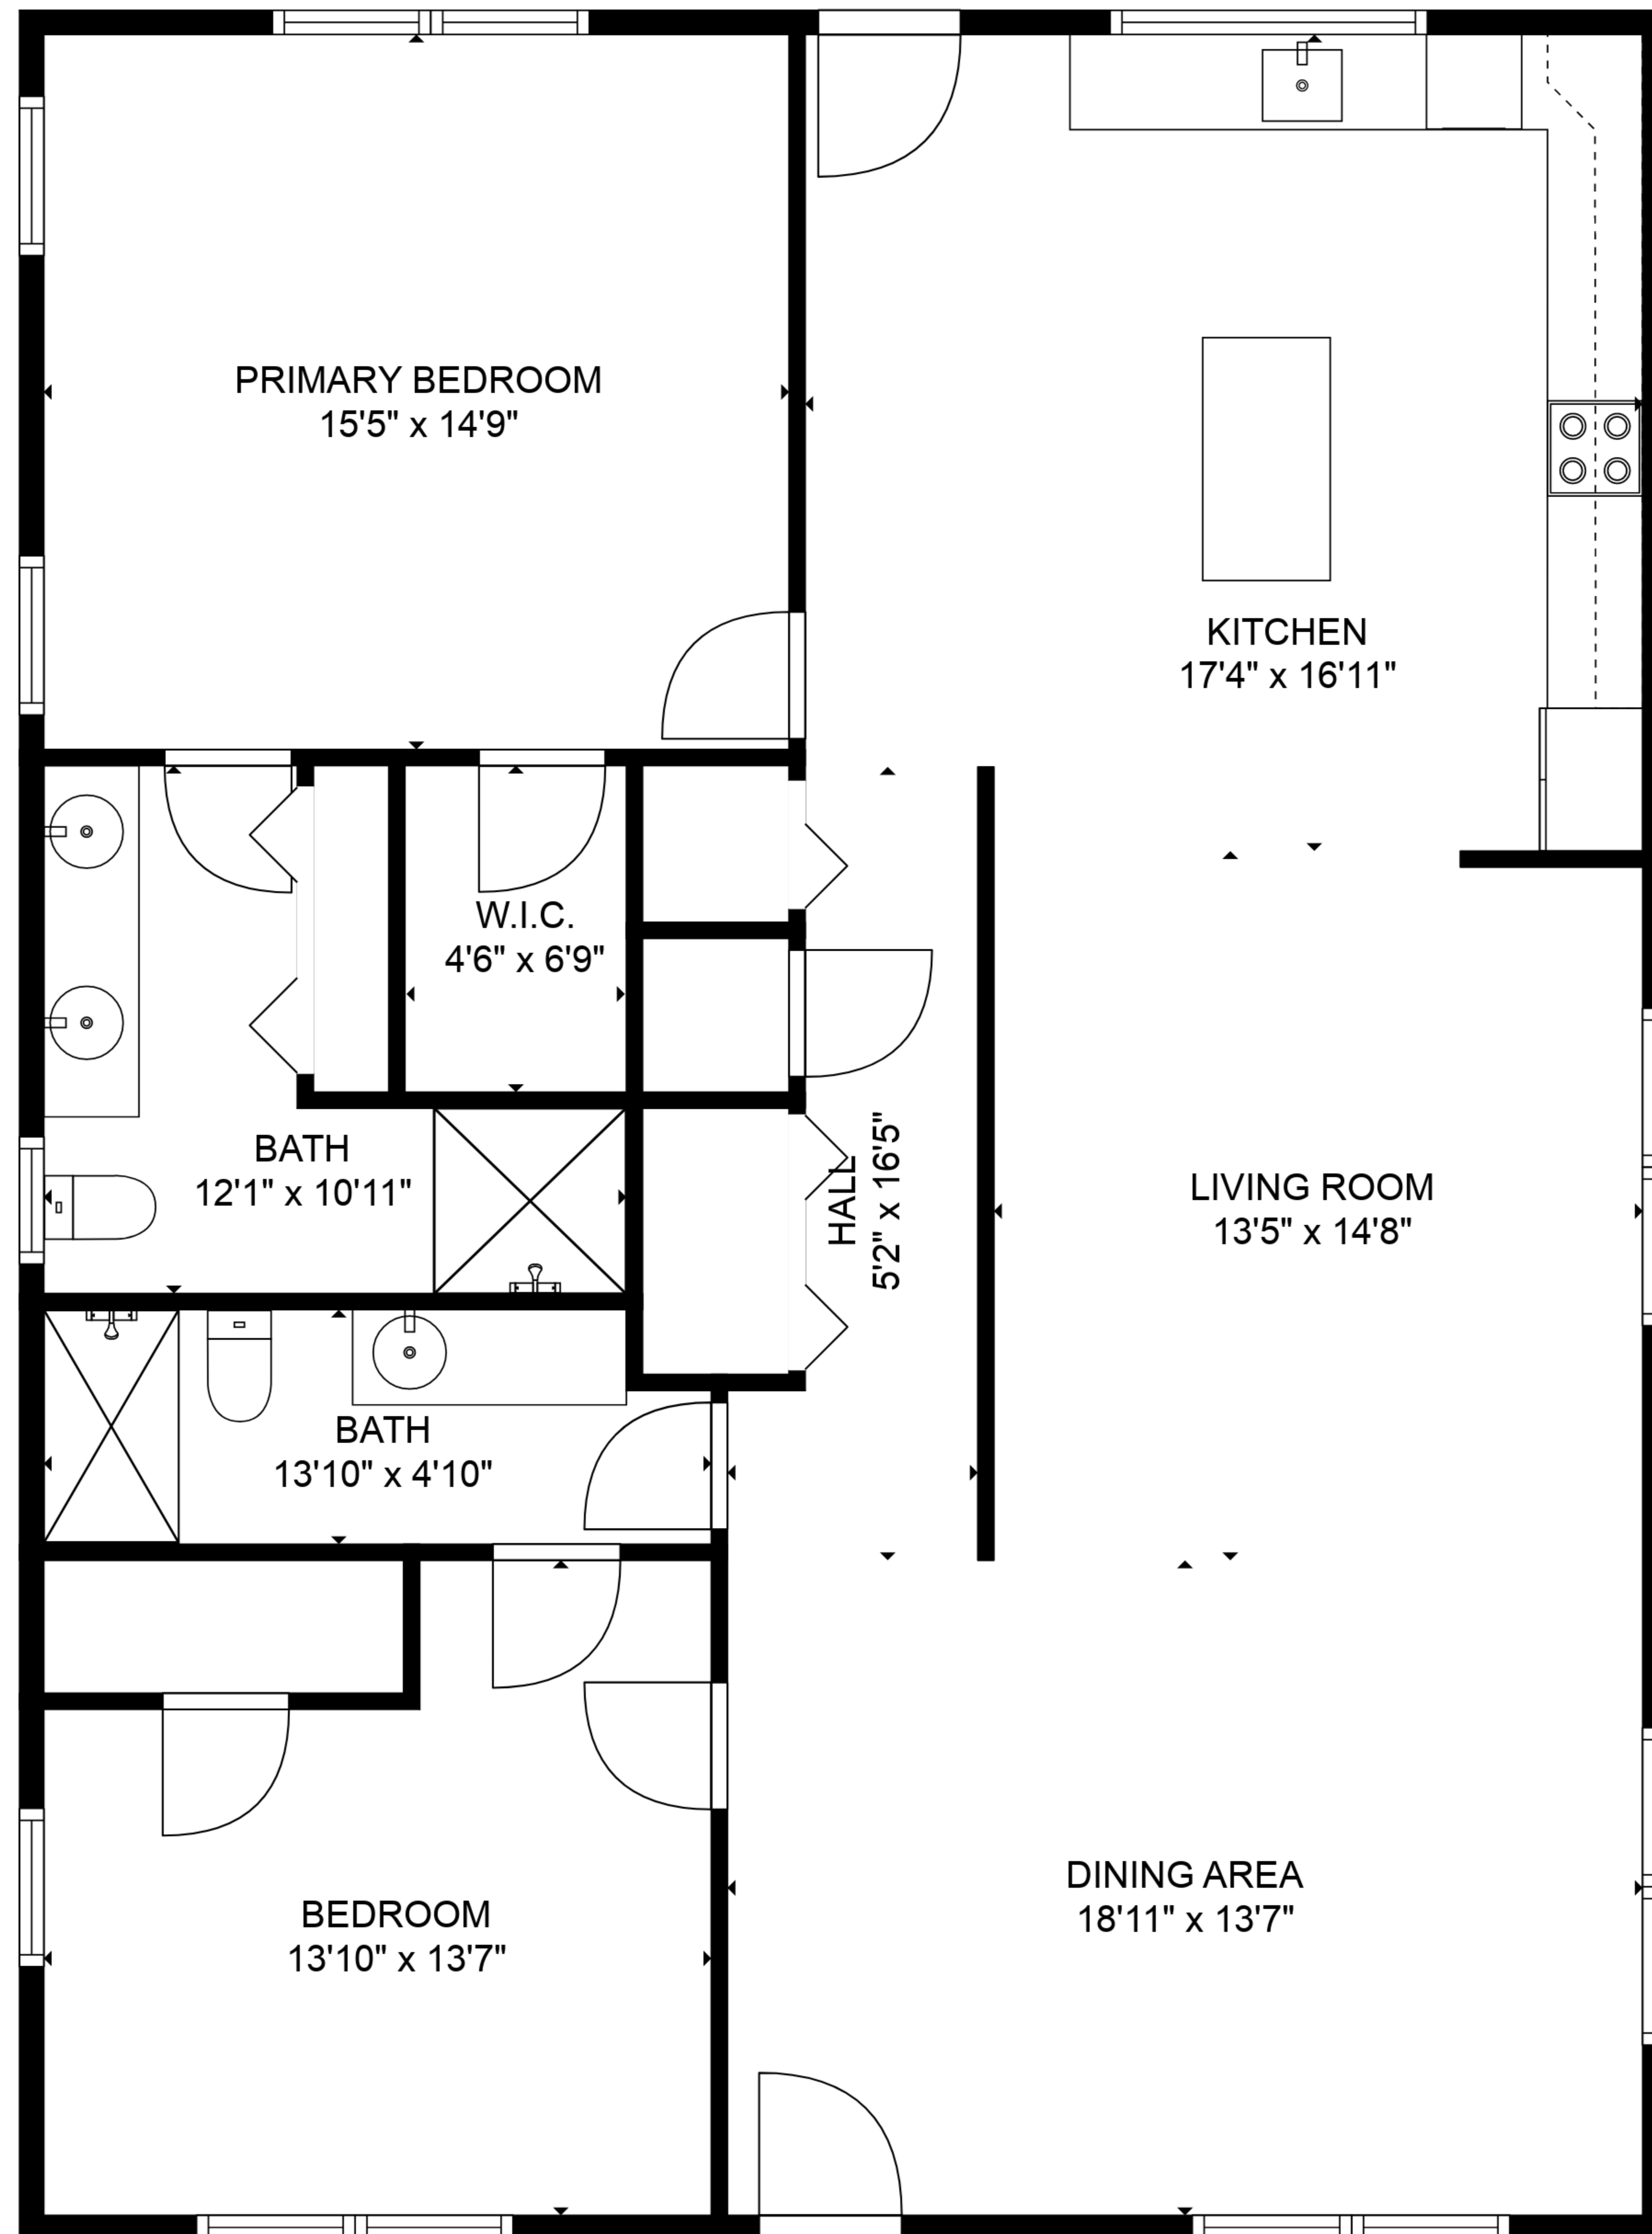 PRIMARY BEDROOM
15'5" x 14'9"
KITCHEN
17'4" x 16'11"
W.I.C.
4'6" x 6'9"
BATH
12'1" x 10'11"
HALL
5'2" x 16'5"
LIVING ROOM
13'5" x 14'8"
BATH
13'10" x 4'10"
DINING AREA
18'11" x 13'7"
BEDROOM
13'10" x 13'7"